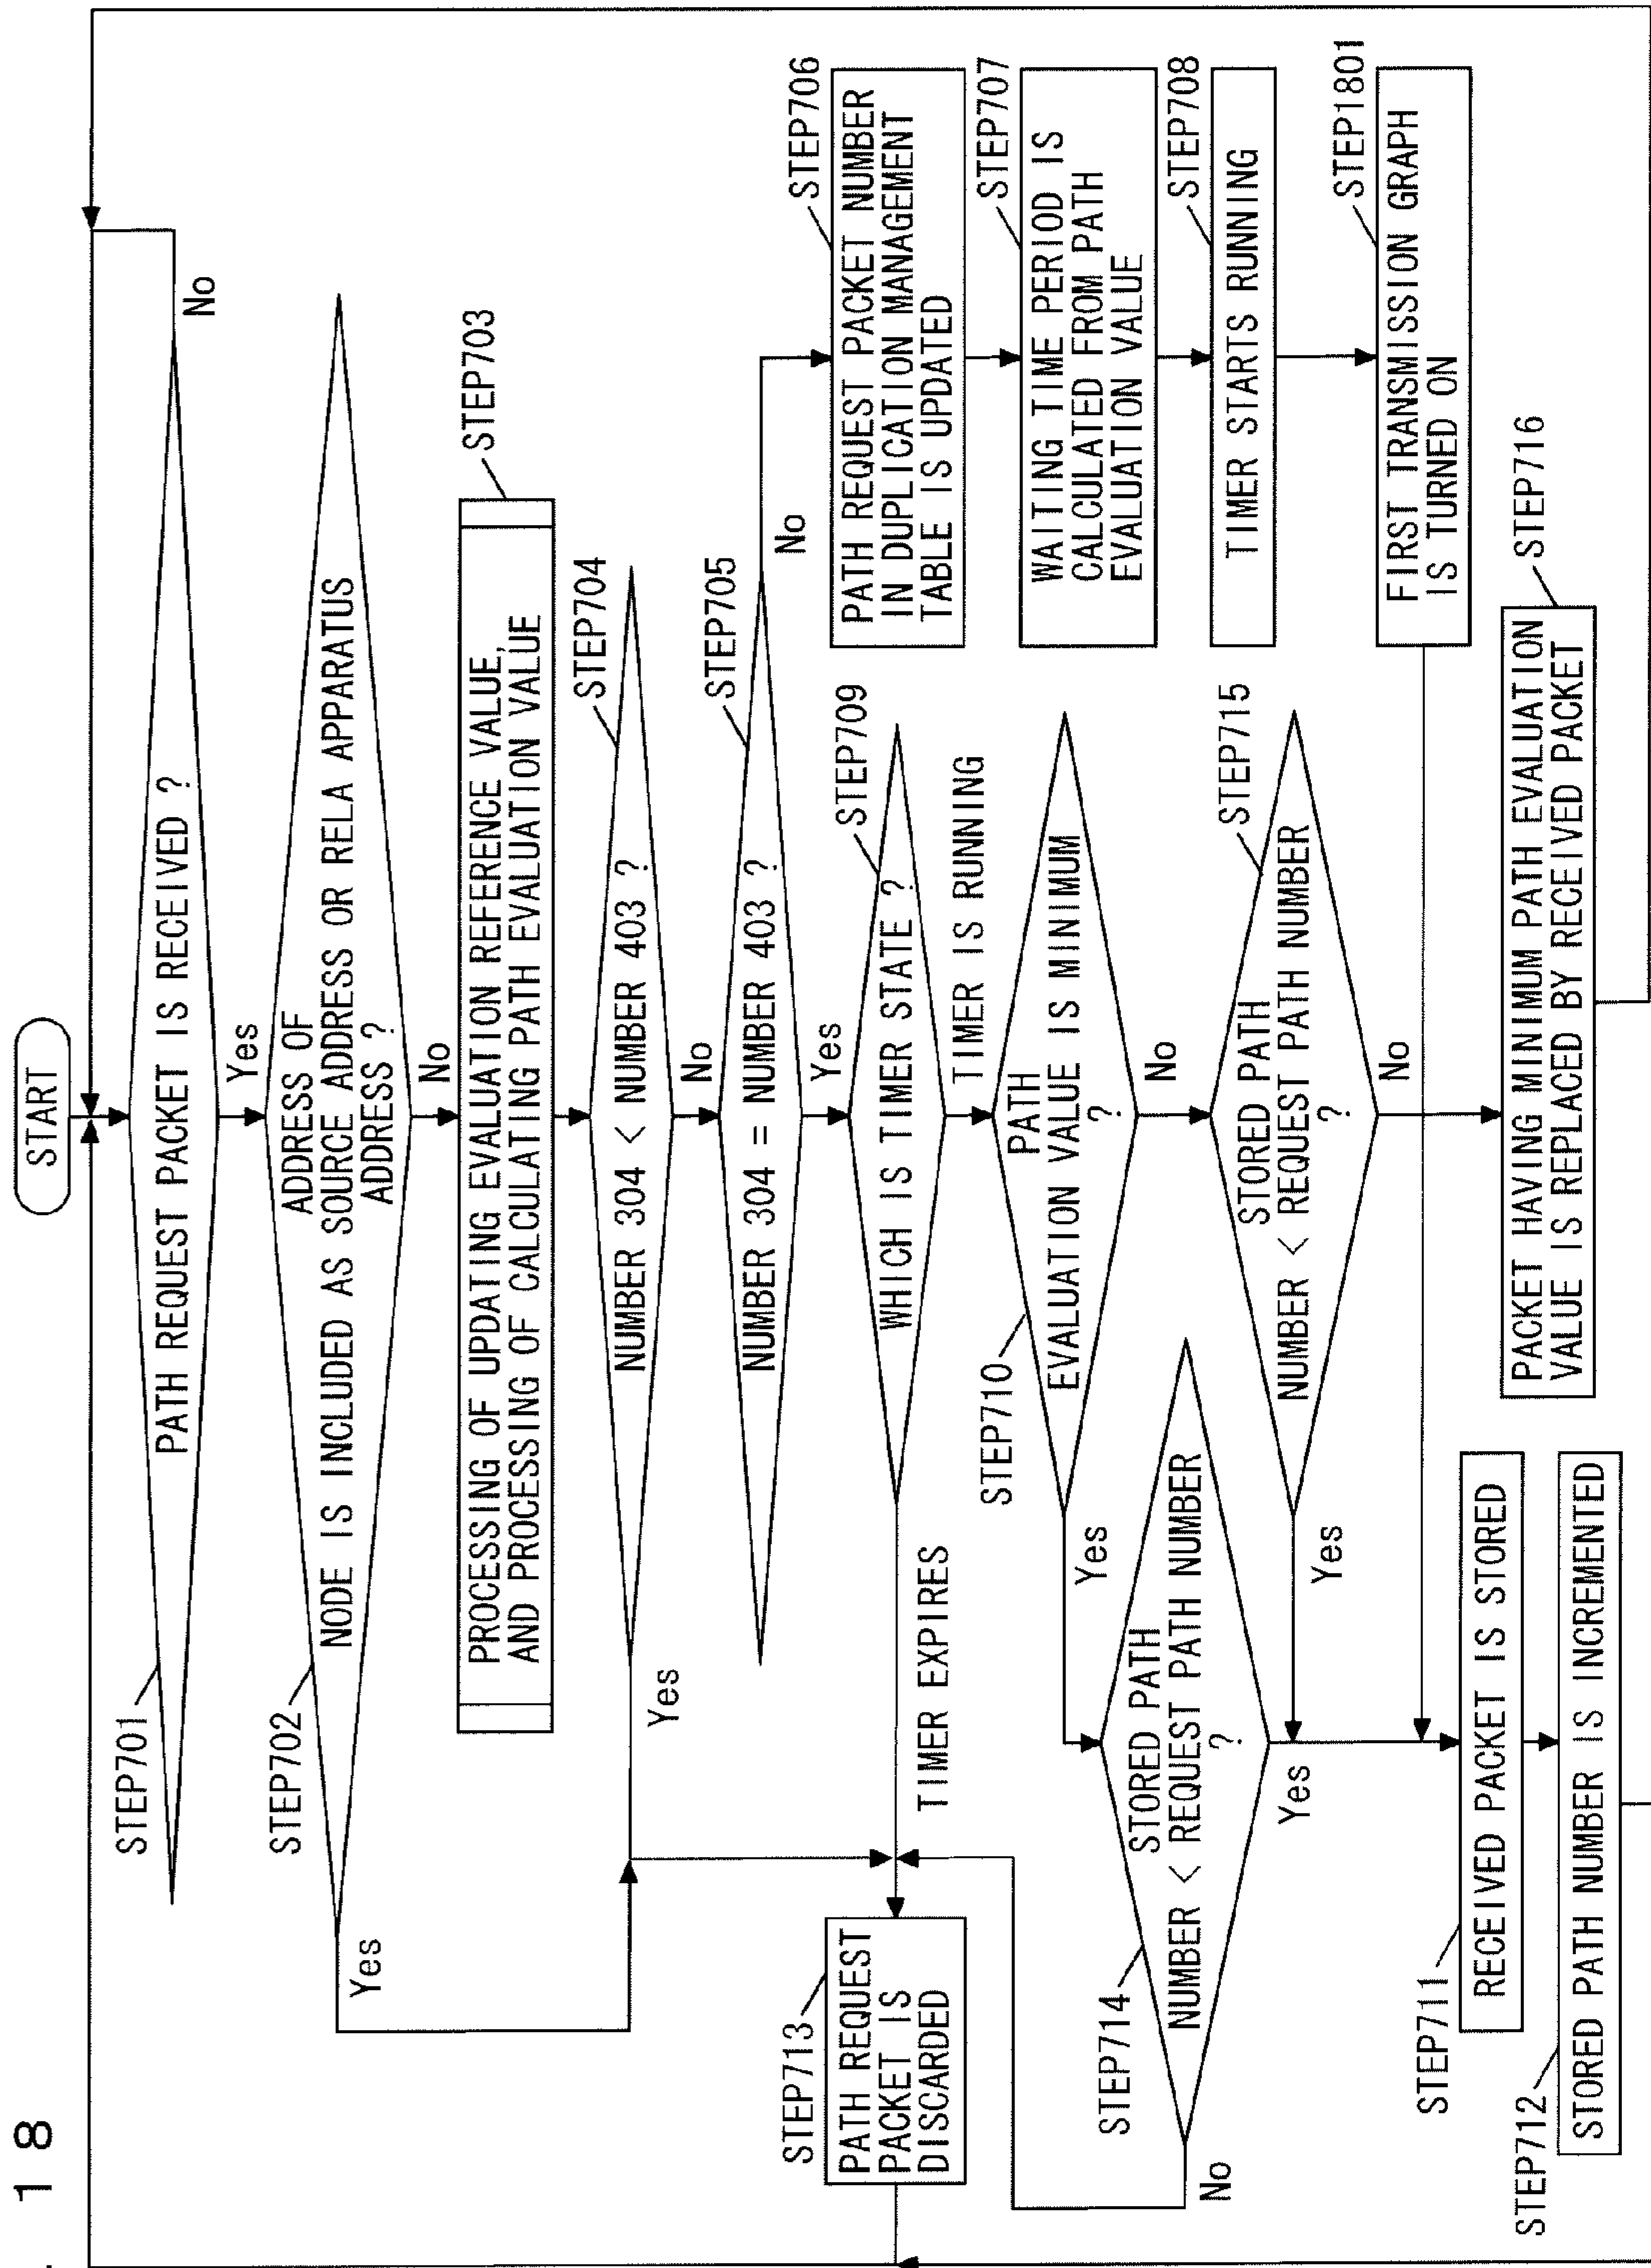 18
START
STEP701
PATH REQUEST PACKET IS RECEIVED ?
No
Yes
STEP702
ADDRESS OF
NODE IS INCLUDED AS SOURCE ADDRESS OR RELA APPARATUS
ADDRESS ?
Yes
No
STEP703
PROCESSING OF UPDATING EVALUATION REFERENCE VALUE,
AND PROCESSING OF CALCULATING PATH EVALUATION VALUE
STEP704
NUMBER 304 < NUMBER 403 ?
Yes
No
STEP705
NUMBER 304 = NUMBER 403 ?
No
Yes
STEP706
PATH REQUEST PACKET NUMBER
IN DUPLICATION MANAGEMENT
TABLE IS UPDATED
STEP707
WAITING TIME PERIOD IS
CALCULATED FROM PATH
EVALUATION VALUE
STEP708
TIMER STARTS RUNNING
STEP1801
FIRST TRANSMISSION GRAPH
IS TURNED ON
STEP709
WHICH IS TIMER STATE ?
TIMER EXPIRES
TIMER IS RUNNING
STEP713
PATH REQUEST
PACKET IS
DISCARDED
STEP710
PATH
EVALUATION VALUE IS MINIMUM
?
Yes
No
STEP714
STORED PATH
NUMBER < REQUEST PATH NUMBER
?
No
Yes
STEP715
STORED PATH
NUMBER < REQUEST PATH NUMBER
?
Yes
No
STEP711
RECEIVED PACKET IS STORED
STEP712
STORED PATH NUMBER IS INCREMENTED
STEP716
PACKET HAVING MINIMUM PATH EVALUATION
VALUE IS REPLACED BY RECEIVED PACKET